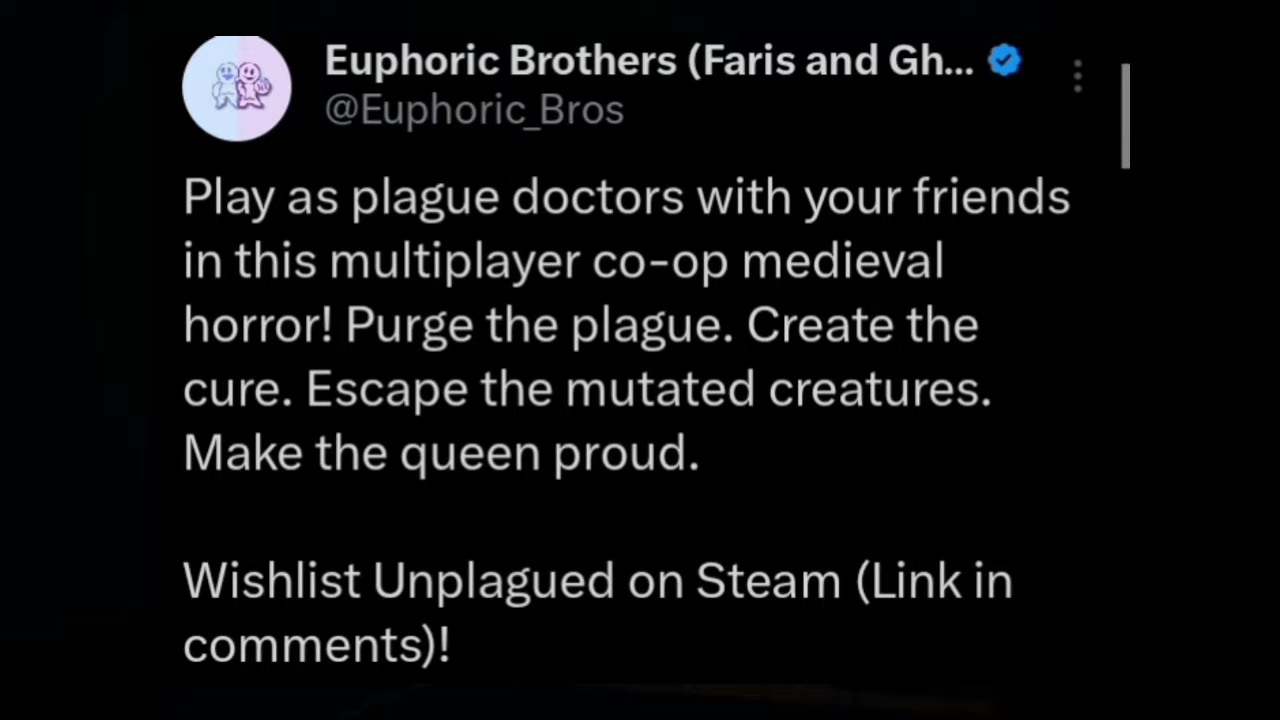 Euphoric Brothers (Faris and Gh...
@Euphoric_Bros
Play as plague doctors with your friends
in this multiplayer co-op medieval
horror! Purge the plague. Create the
cure. Escape the mutated creatures.
Make the queen proud.
Wishlist Unplagued on Steam (Link in
comments)!